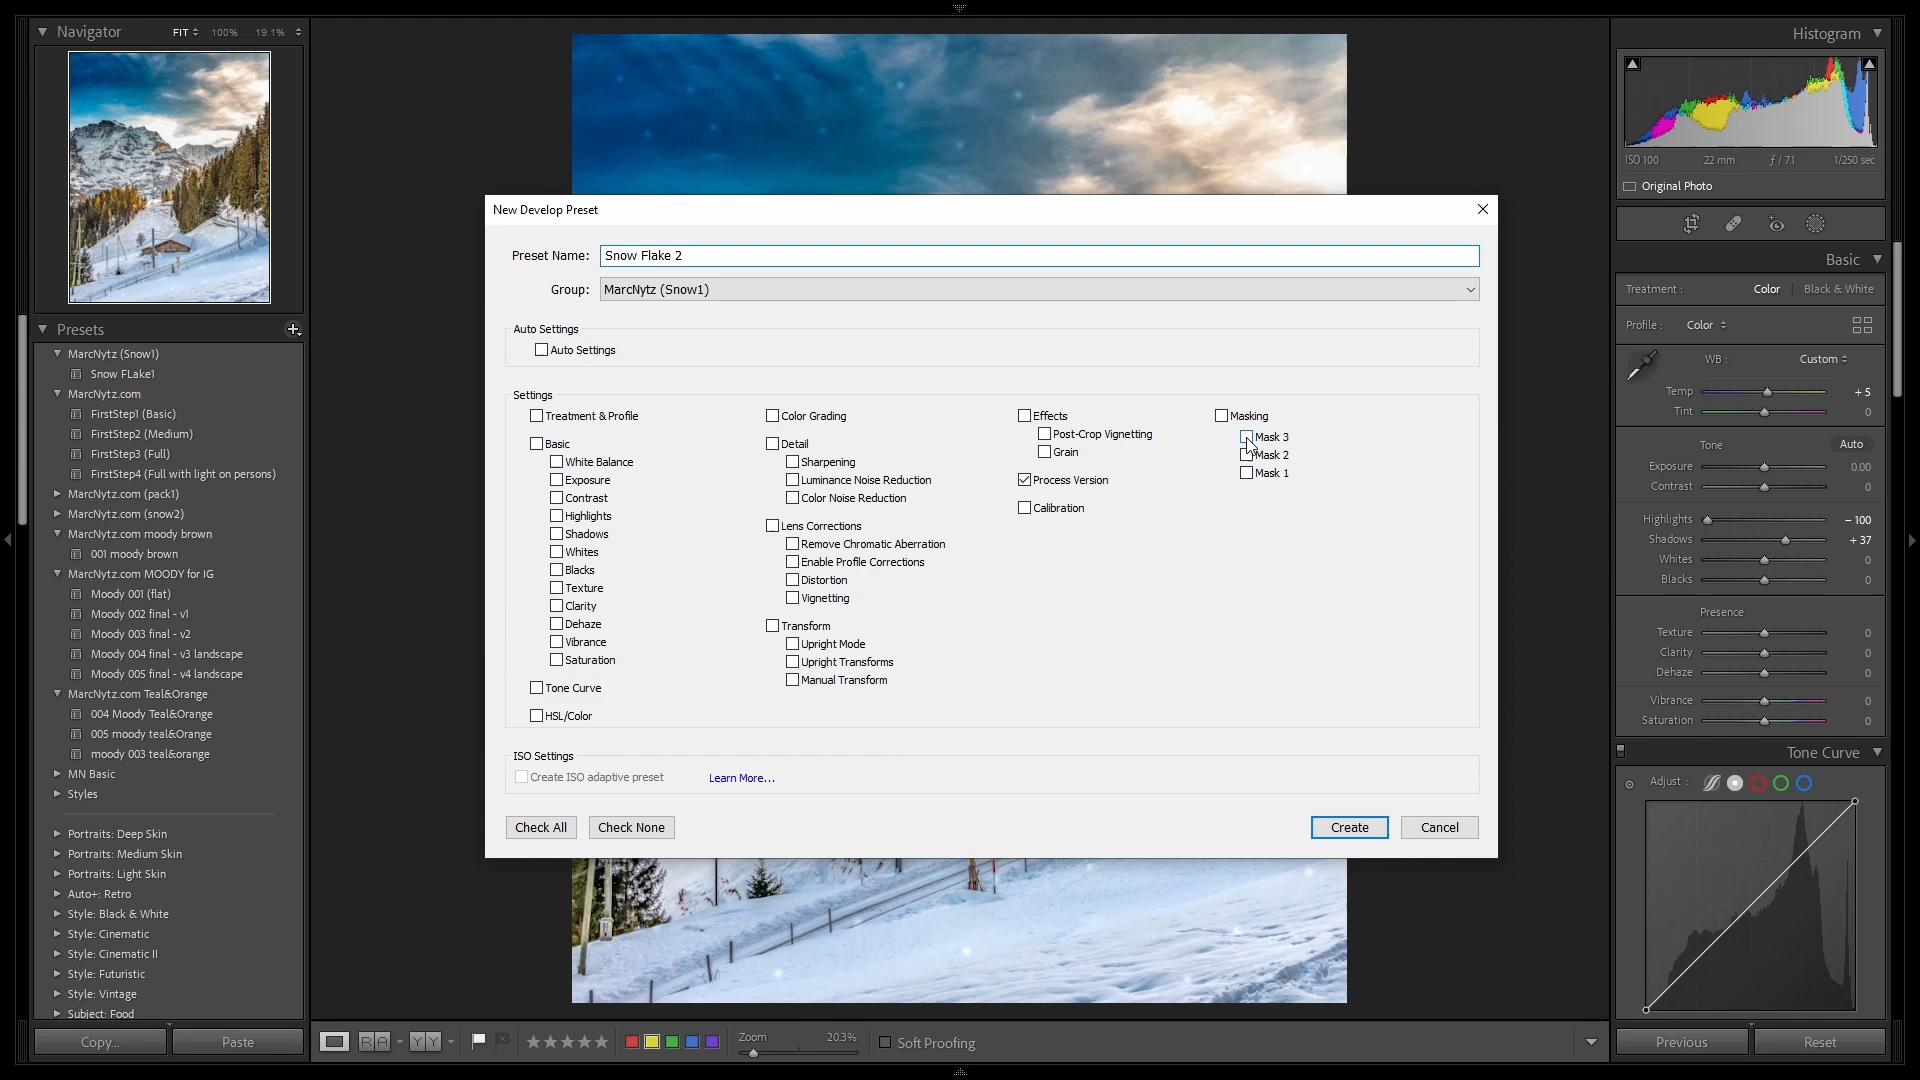 Navigator
FIT
100%
19.1%
Presets
MarcNytz (Snow1)
Snow FLake1
MarcNytz.com
FirstStep1 (Basic)
FirstStep2 (Medium)
FirstStep3 (Full)
FirstStep4 (Full with light on persons)
MarcNytz.com (pack1)
MarcNytz.com (snow2)
MarcNytz.com moody brown
001 moody brown
MarcNytz.com MOODY for IG
Moody 001 (flat)
Moody 002 final - v1
Moody 003 final - v2
Moody 004 final - v3 landscape
Moody 005 final - v4 landscape
MarcNytz.com Teal&Orange
004 Moody Teal&Orange
005 moody teal&Orange
moody 003 teal&orange
MN Basic
Styles
Portraits: Deep Skin
Portraits: Medium Skin
Portraits: Light Skin
Auto+: Retro
Style: Black & White
Style: Cinematic
Style: Cinematic II
Style: Futuristic
Style: Vintage
Subject: Food
Copy...
Paste
New Develop Preset
Preset Name: Snow Flake 2
Group: MarcNytz (Snow1)
Auto Settings
Auto Settings
Settings
Treatment & Profile
Basic
White Balance
Exposure
Contrast
Highlights
Shadows
Whites
Blacks
Texture
Clarity
Dehaze
Vibrance
Saturation
Tone Curve
HSL/Color
Color Grading
Detail
Sharpening
Luminance Noise Reduction
Color Noise Reduction
Lens Corrections
Remove Chromatic Aberration
Enable Profile Corrections
Distortion
Vignetting
Transform
Upright Mode
Upright Transforms
Manual Transform
Effects
Post-Crop Vignetting
Grain
Process Version
Calibration
Masking
Mask 3
Mask 2
Mask 1
ISO Settings
Create ISO adaptive preset
Learn More...
Check All
Check None
Create
Cancel
R A
Y Y
Zoom
20.3%
Soft Proofing
Histogram
ISO 100
22 mm
ƒ / 7.1
1/250 sec
Original Photo
Basic
Treatment :
Color
Black & White
Profile :
Color
WB :
Custom
Temp
+ 5
Tint
0
Tone
Auto
Exposure
0.00
Contrast
0
Highlights
– 100
Shadows
+ 37
Whites
0
Blacks
0
Presence
Texture
0
Clarity
0
Dehaze
0
Vibrance
0
Saturation
0
Tone Curve
Adjust :
Previous
Reset